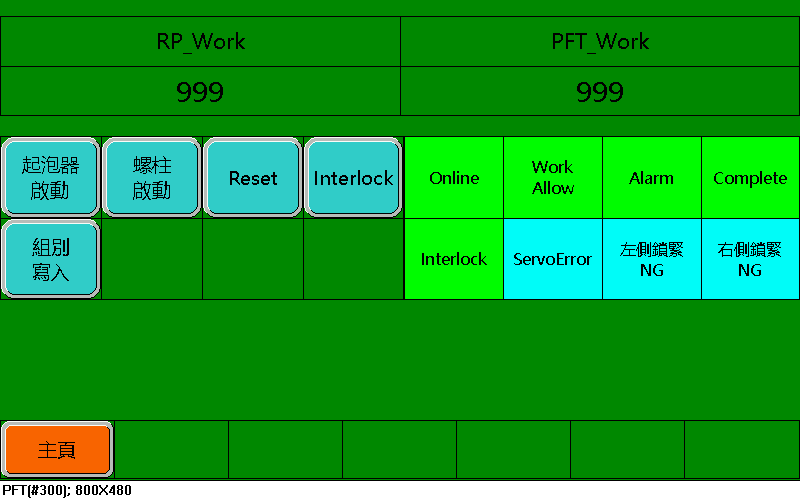 RP_Work PFT_Work
999 999
起泡器
啟動
螺柱
啟動
Reset
Interlock
Online
Work
Allow
Alarm
Complete
組別
寫入
Interlock
ServoError
左側鎖緊
NG
右側鎖緊
NG
主頁
PFT(#300); 800X480